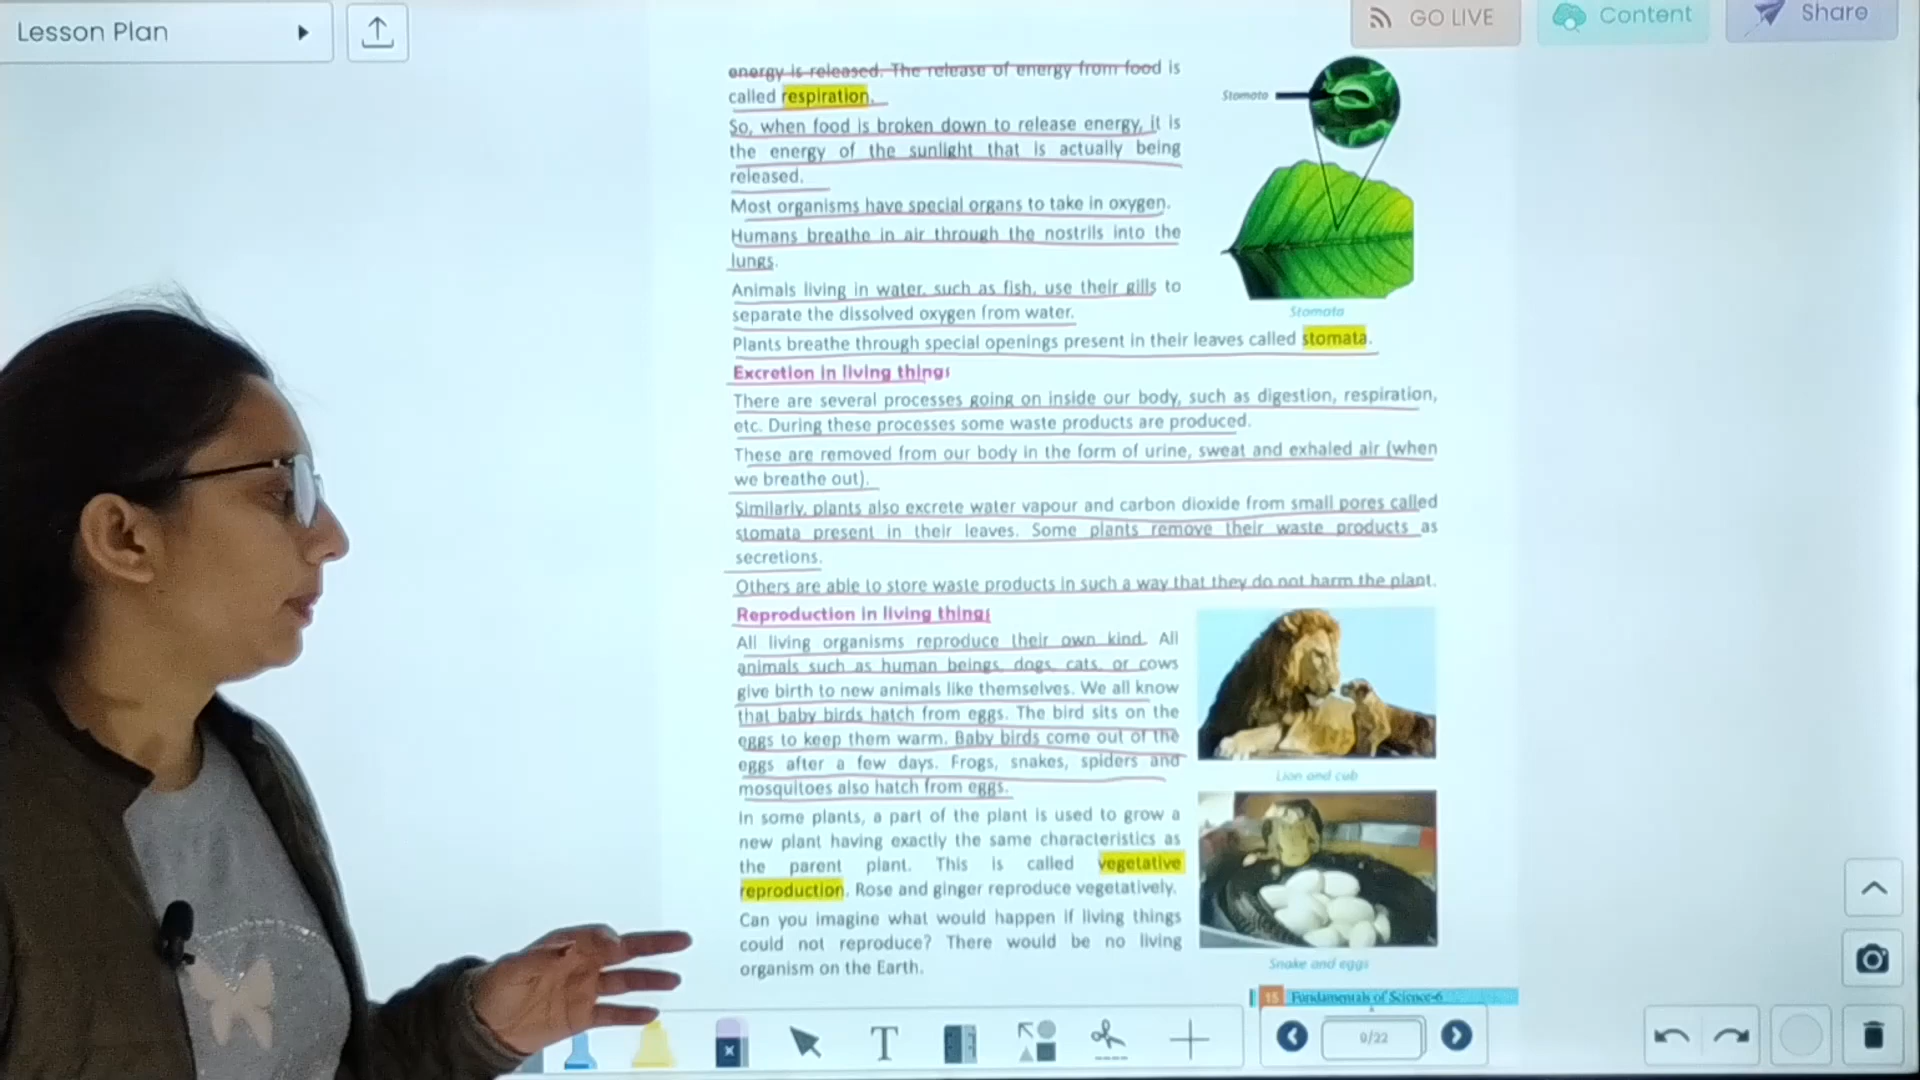 Lesson Plan
GO LIVE
Content
Share
energy is released. The release of energy from food is
called respiration.
So, when food is broken down to release energy, it is
the energy of the sunlight that is actually being
released.
Most organisms have special organs to take in oxygen.
Humans breathe in air through the nostrils into the
lungs.
Animals living in water, such as fish, use their gills to
separate the dissolved oxygen from water.
Plants breathe through special openings present in their leaves called stomata.
Stomata
Stomata
Excretion in living things
There are several processes going on inside our body, such as digestion, respiration,
etc. During these processes some waste products are produced.
These are removed from our body in the form of urine, sweat and exhaled air (when
we breathe out).
Similarly, plants also excrete water vapour and carbon dioxide from small pores called
stomata present in their leaves. Some plants remove their waste products as
secretions.
Others are able to store waste products in such a way that they do not harm the plant.
Reproduction in living things
All living organisms reproduce their own kind. All
animals such as human beings, dogs, cats, or cows
give birth to new animals like themselves. We all know
that baby birds hatch from eggs. The bird sits on the
eggs to keep them warm. Baby birds come out of the
eggs after a few days. Frogs, snakes, spiders and
mosquitoes also hatch from eggs.
In some plants, a part of the plant is used to grow a
new plant having exactly the same characteristics as
the parent plant. This is called vegetative
reproduction. Rose and ginger reproduce vegetatively.
Can you imagine what would happen if living things
could not reproduce? There would be no living
organism on the Earth.
Lion and cub
Snake and eggs
15 Fundamentals of Science-6
T
9/22